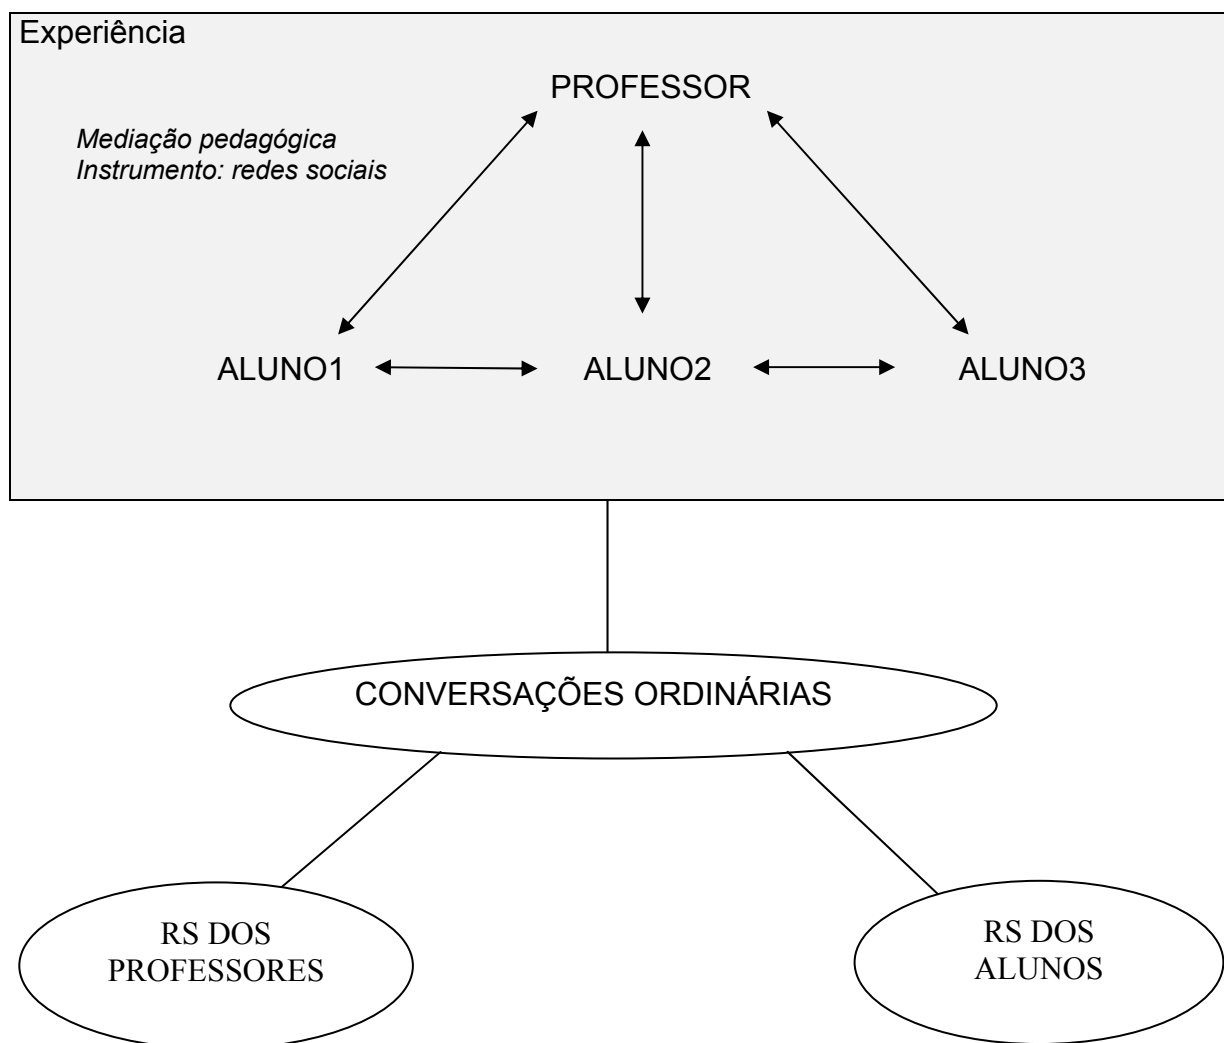 Experiência
PROFESSOR
Mediação pedagógica
Instrumento: redes sociais
ALUNO1
ALUNO2
ALUNO3
CONVERSAÇÕES ORDINÁRIAS
RS DOS
PROFESSORES
RS DOS
ALUNOS